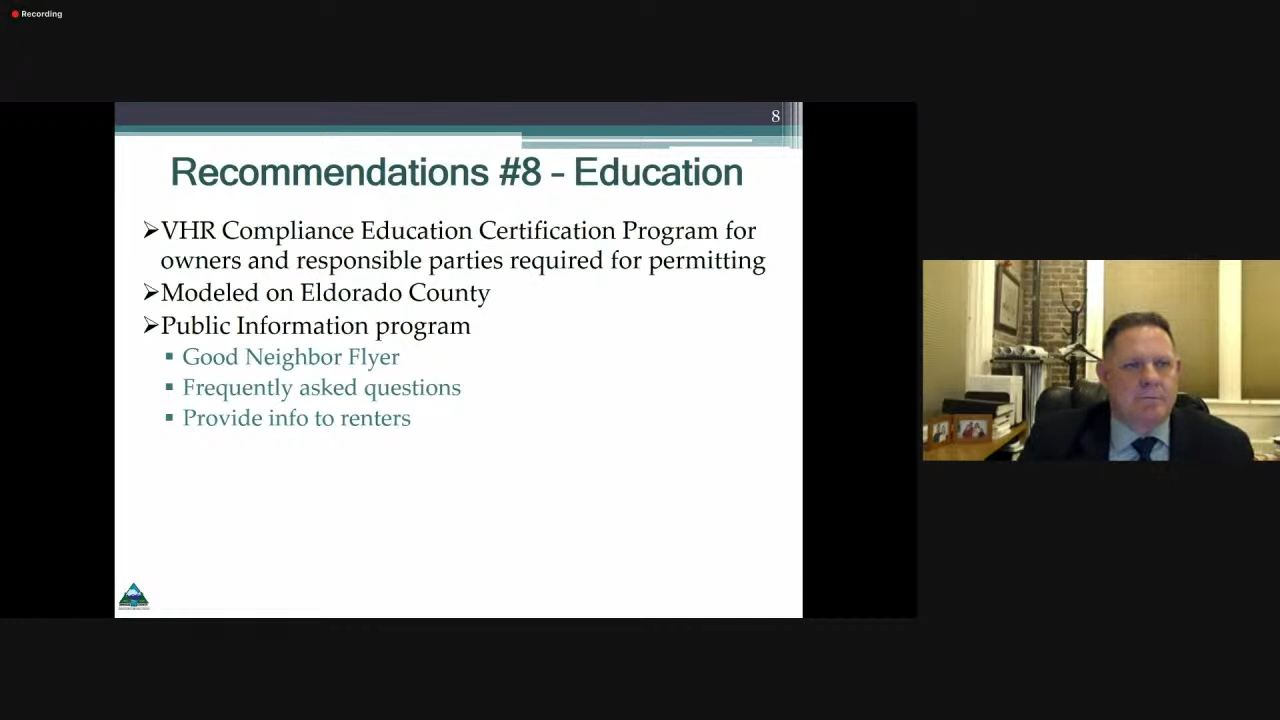 Recording
8
Recommendations #8 – Education
➢VHR Compliance Education Certification Program for
owners and responsible parties required for permitting
➢Modeled on Eldorado County
➢Public Information program
▪ Good Neighbor Flyer
▪ Frequently asked questions
▪ Provide info to renters